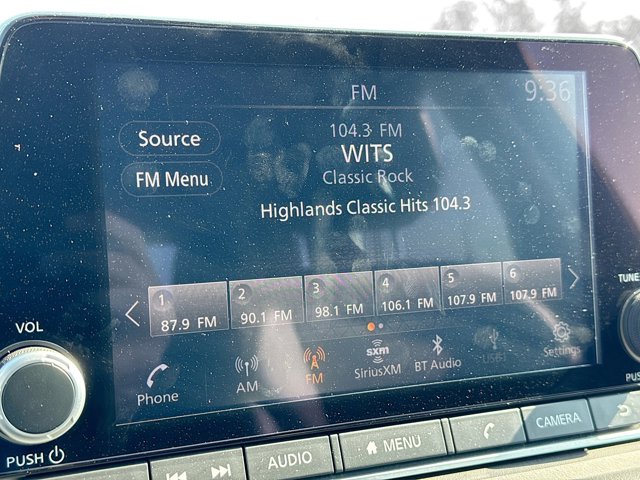 FM
9:36
Source
104.3 FM
WITS
FM Menu
Classic Rock
Highlands Classic Hits 104.3
1 2 3 4 5 6
87.9 FM 90.1 FM 98.1 FM 106.1 FM 107.9 FM 107.9 FM
TUNE
VOL
Phone AM FM sxm SiriusXM BT Audio USB1 Settings
PUSH
AUDIO MENU CAMERA
PUS